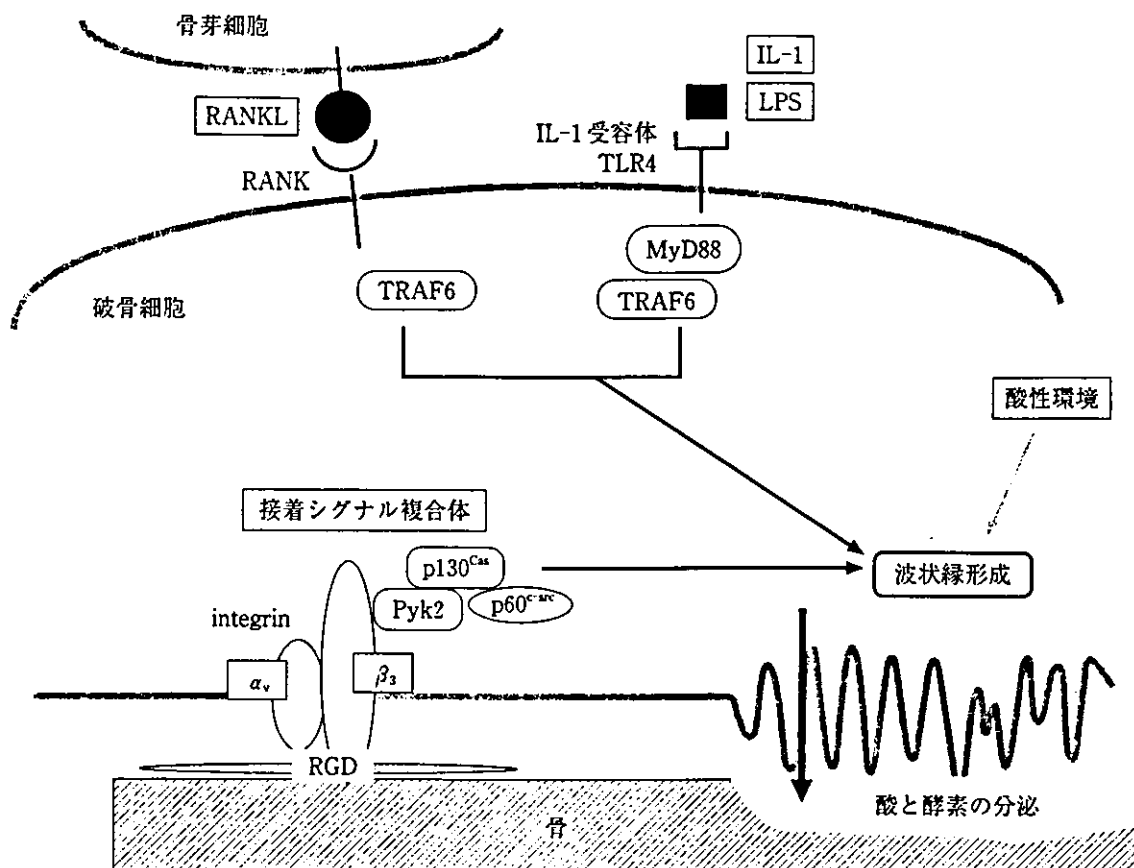 骨芽細胞
RANKL
RANK
IL-1
LPS
IL-1 受容体
TLR4
MyD88
TRAF6
TRAF6
破骨細胞
酸性環境
接着シグナル複合体
p130Cas
Pyk2
p60c-src
波状縁形成
integrin
αv
β3
RGD
酸と酵素の分泌
骨